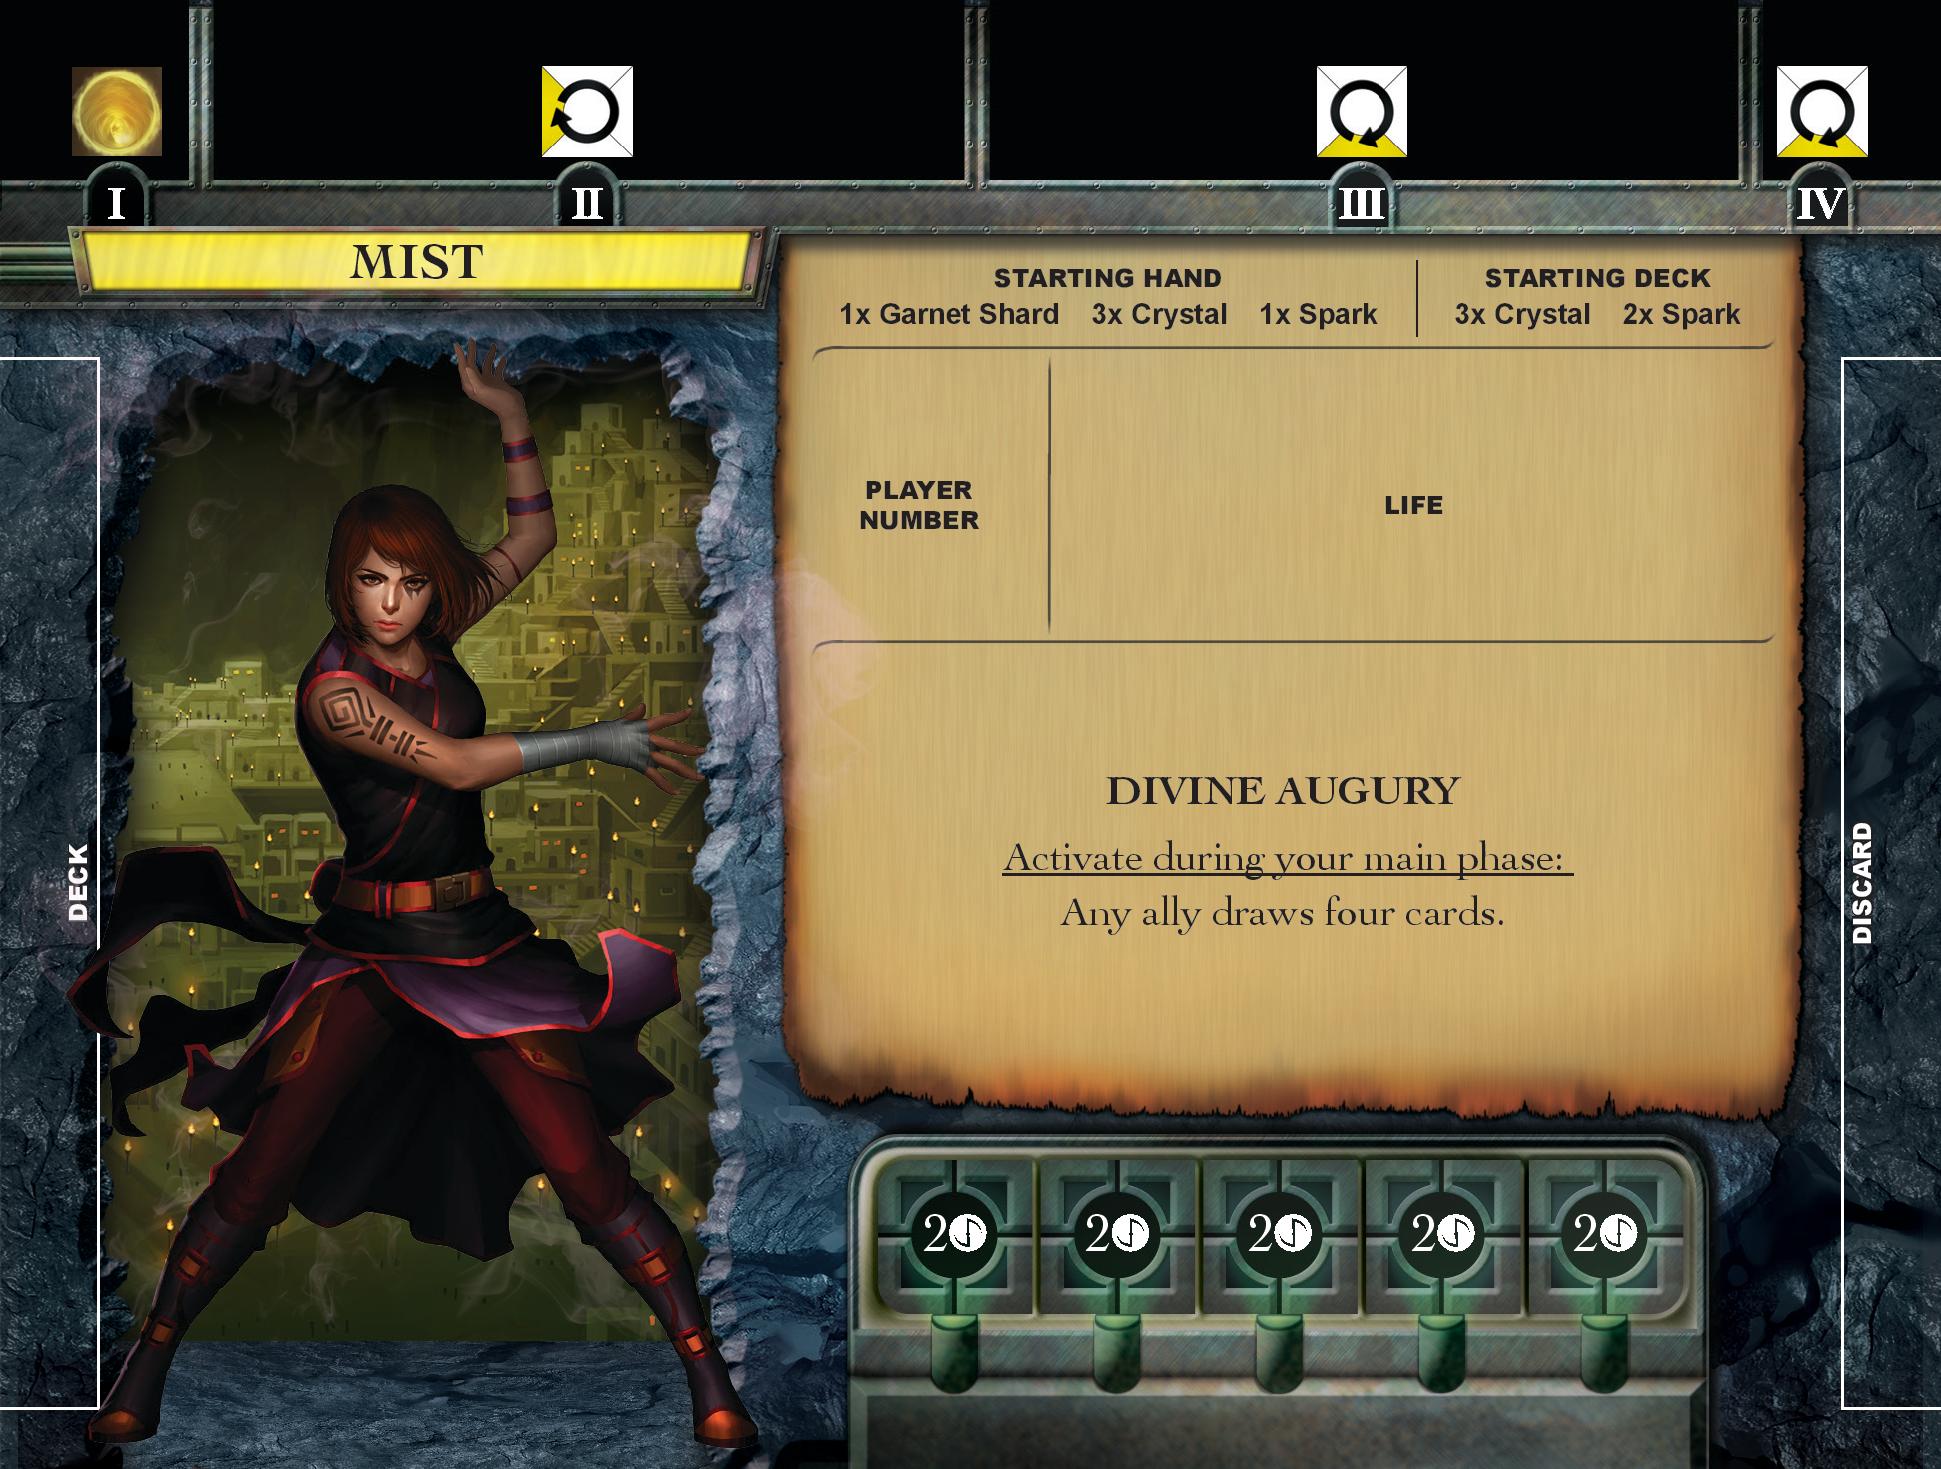 I II III IV
MIST
STARTING HAND
1x Garnet Shard 3x Crystal 1x Spark
STARTING DECK
3x Crystal 2x Spark
PLAYER
NUMBER
LIFE
DIVINE AUGURY
Activate during your main phase:
Any ally draws four cards.
DECK
DISCARD
2 2 2 2 2